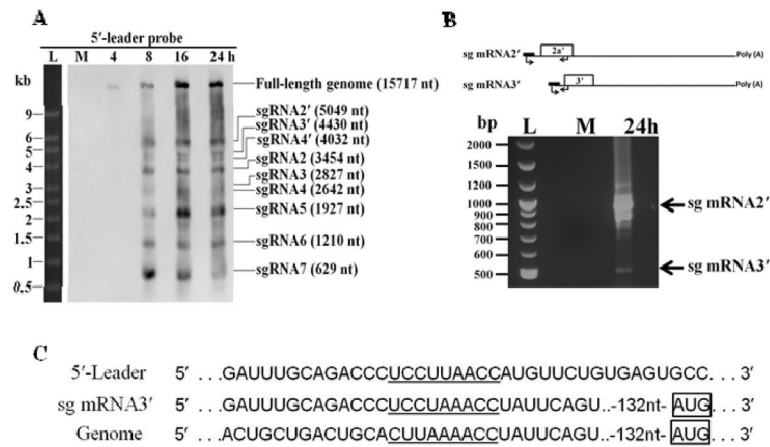 A
5′-leader probe
L M 4 8 16 24 h
kb
9
6
5
4
3
2.5
2
1.5
1
0.5
Full-length genome (15717 nt)
sgRNA2′ (5049 nt)
sgRNA3′ (4430 nt)
sgRNA4′ (4032 nt)
sgRNA2 (3454 nt)
sgRNA3 (2827 nt)
sgRNA4 (2642 nt)
sgRNA5 (1927 nt)
sgRNA6 (1210 nt)
sgRNA7 (629 nt)
B
sg mRNA2′ 2a′ Poly (A)
sg mRNA3′ 3′ Poly (A)
bp L M 24h
2000
1500
1200
1000
900
800
700
600
500
sg mRNA2′
sg mRNA3′
C
5′-Leader 5′ ...GAUUUGCAGACCCUCCUUAACCAUGUUCUGUGAGUGCC... 3′
sg mRNA3′ 5′ ...GAUUUGCAGACCCUCCUAAACCUAUUCAGU..-132nt- AUG ... 3′
Genome 5′ ...ACUGCUGACUGCACUUAAAACCUAUUCAGU..-132nt- AUG ... 3′